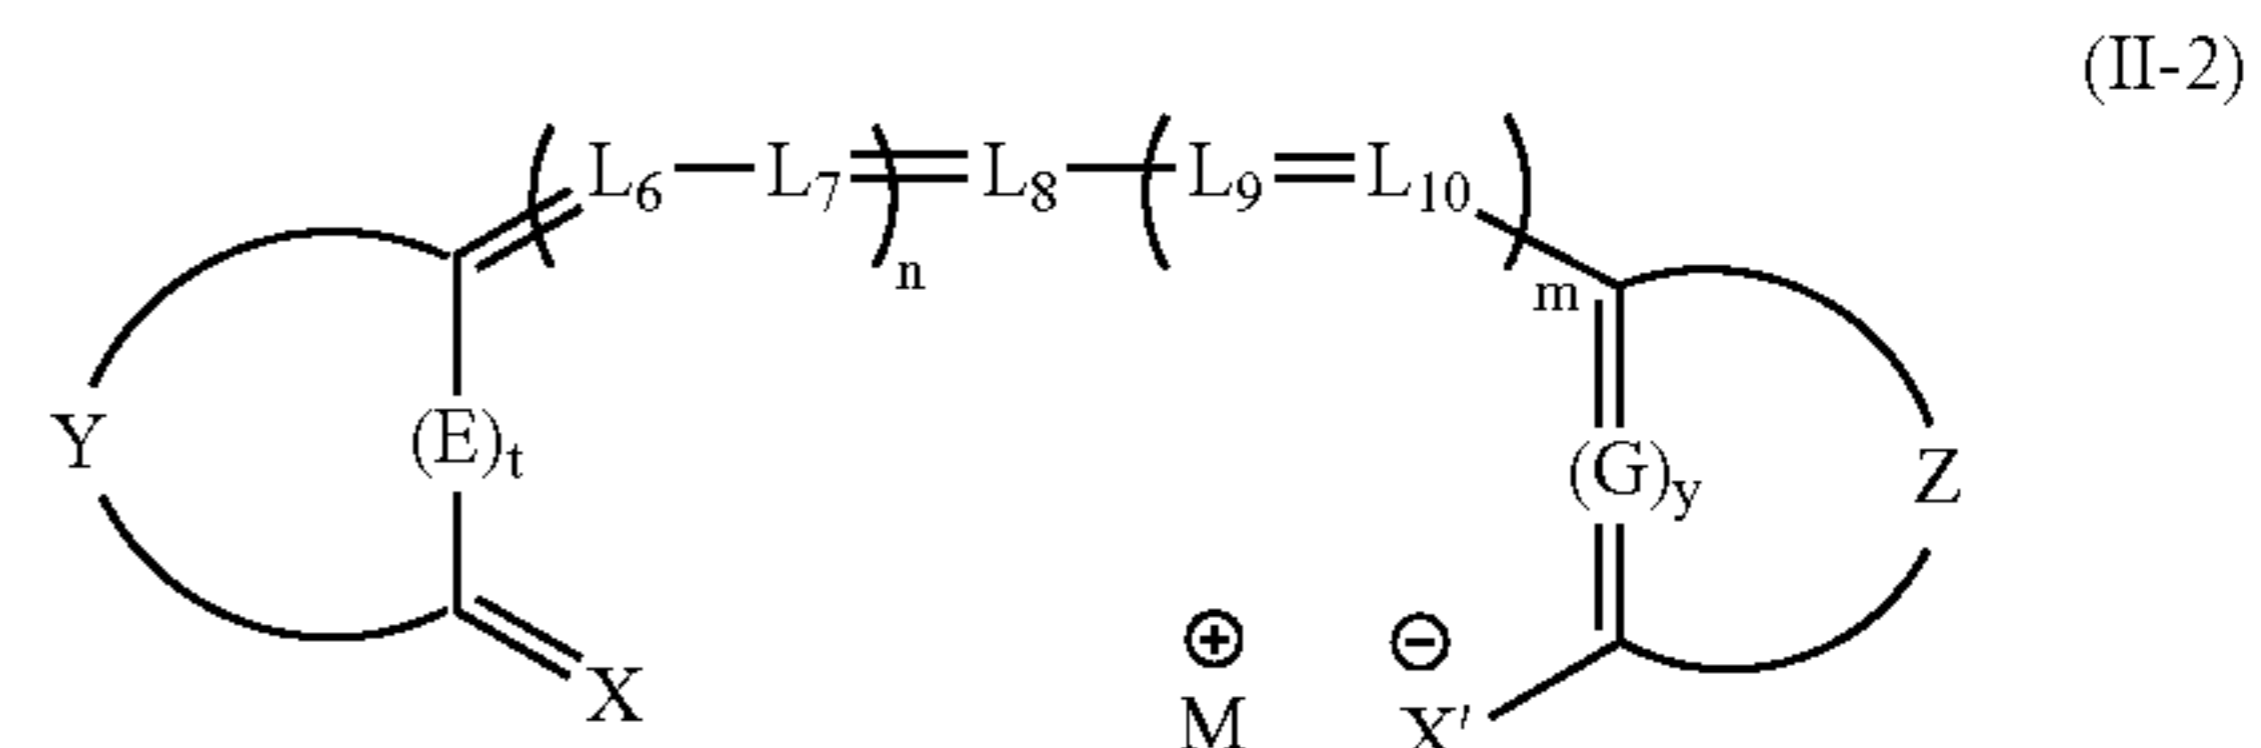 (II-2)
L₆ — L₇ = L₈ — L₉ = L₁₀
n
m
Y
(E)ₜ
(G)y
Z
⊕
⊖
X
M
X'